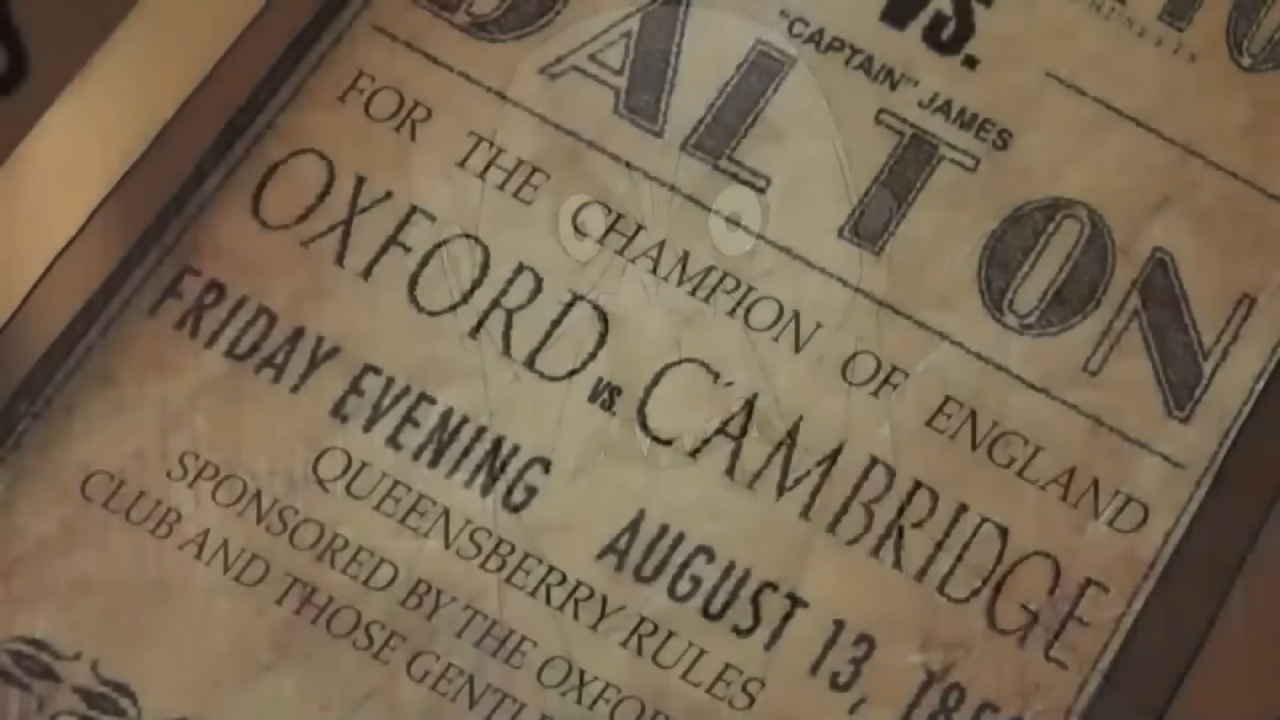 VS.
"CAPTAIN" JAMES
DALTON
FOR THE CHAMPION OF ENGLAND
OXFORD vs. CAMBRIDGE
FRIDAY EVENING AUGUST 13,
QUEENSBERRY RULES
SPONSORED BY THE
CLUB AND THOSE